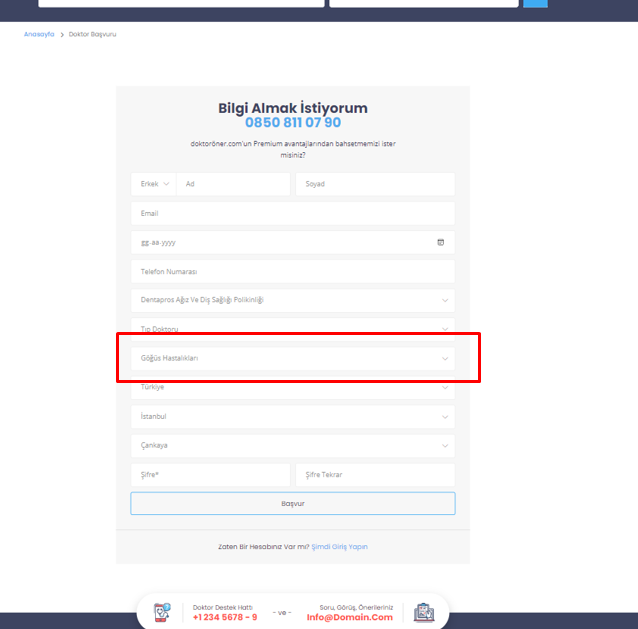 Anasayfa > Doktor Başvuru
Bilgi Almak İstiyorum
0850 811 07 90
doktoröner.com'un Premium avantajlarından bahsetmemizi ister
misiniz?
Erkek Ad Soyad
Email
gg-aa-yyyy
Telefon Numarası
Dentapros Ağız Ve Diş Sağlığı Polikinliği
Tıp Doktoru
Göğüs Hastalıkları
Türkiye
İstanbul
Çankaya
Şifre* Şifre Tekrar
Başvur
Zaten Bir Hesabınız Var mı? Şimdi Giriş Yapın
Doktor Destek Hattı - ve - Soru, Görüş, Önerileriniz
+1 234 5678 - 9 Info@Domain.Com